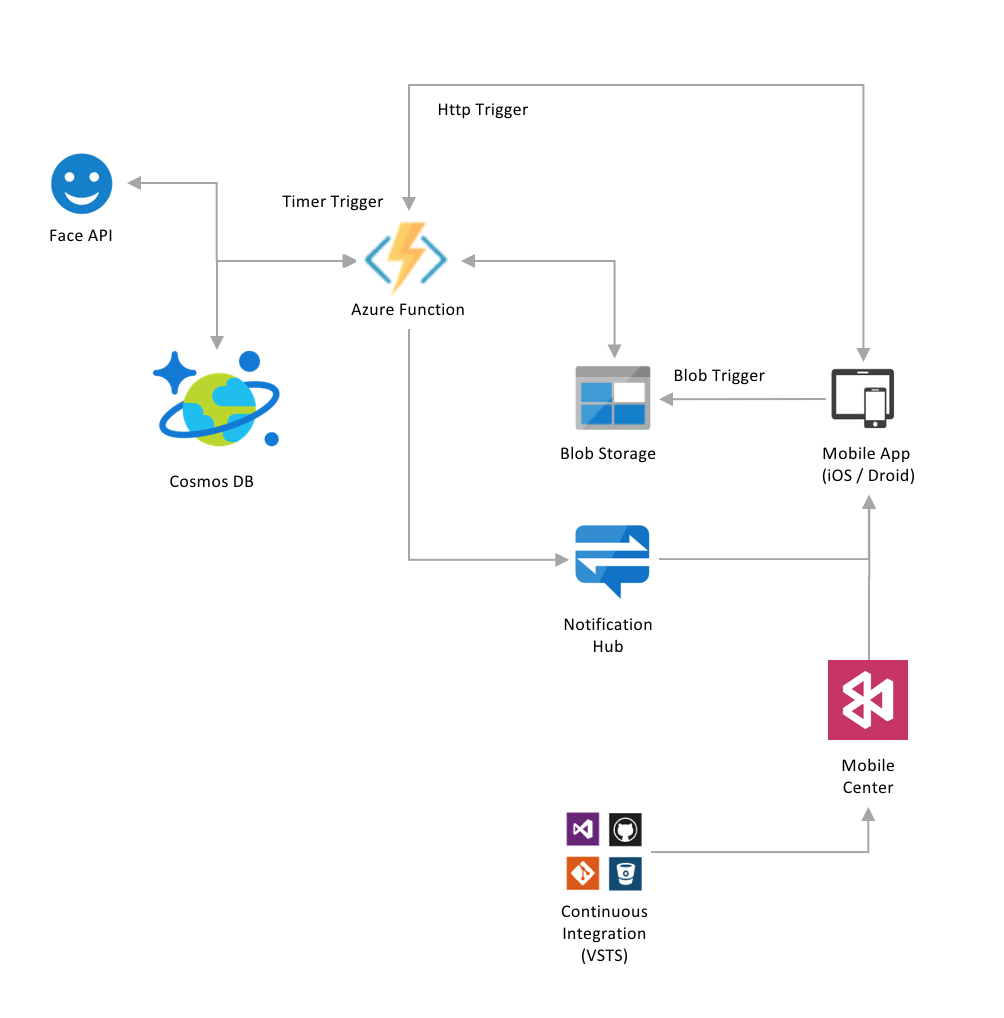 Http Trigger
Timer Trigger
Face API
Azure Function
Blob Trigger
Blob Storage
Mobile App
(iOS / Droid)
Cosmos DB
Notification
Hub
Mobile
Center
Continuous
Integration
(VSTS)